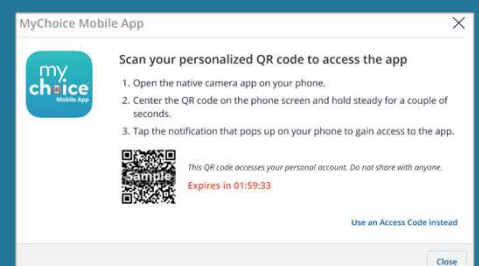 MyChoice Mobile App
my
choice
Mobile App
Scan your personalized QR code to access the app
1. Open the native camera app on your phone.
2. Center the QR code on the phone screen and hold steady for a couple of
seconds.
3. Tap the notification that pops up on your phone to gain access to the app.
Sample
This QR code accesses your personal account. Do not share with anyone.
Expires in 01:59:33
Use an Access Code instead
Close